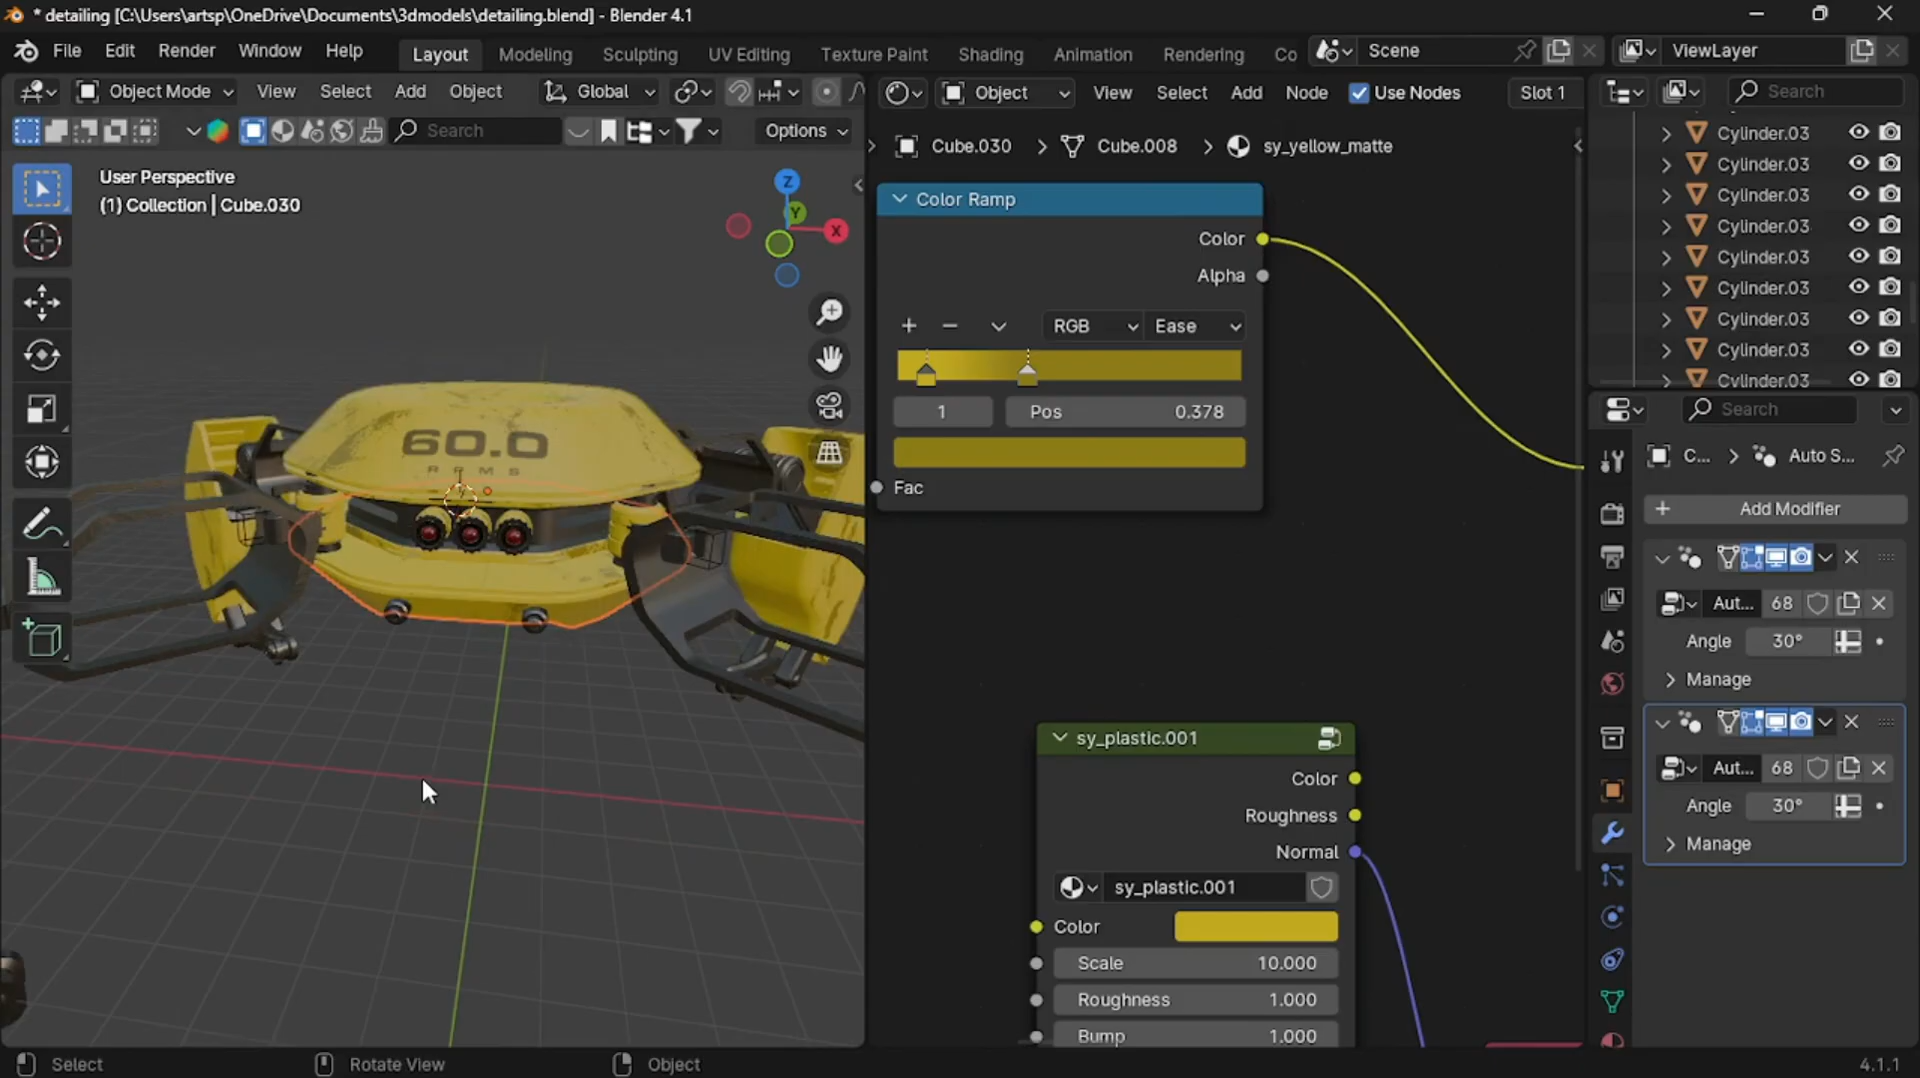 * detailing [C:\Users\artsp\OneDrive\Documents\3dmodels\detailing.blend] - Blender 4.1
File Edit Render Window Help Layout Modeling Sculpting UV Editing Texture Paint Shading Animation Rendering Co Scene ViewLayer
Object Mode View Select Add Object Global
Object View Select Add Node Use Nodes Slot 1
Search
Search Options
User Perspective
(1) Collection | Cube.030
Z
Y
X
60.0
Cube.030 Cube.008 sy_yellow_matte
Color Ramp
Color
Alpha
RGB Ease
1 Pos 0.378
Fac
sy_plastic.001
Color
Roughness
Normal
sy_plastic.001
Color
Scale 10.000
Roughness 1.000
Bump 1.000
Cylinder.03
Cylinder.03
Cylinder.03
Cylinder.03
Cylinder.03
Cylinder.03
Cylinder.03
Cylinder.03
Cylinder.03
Search
C... Auto S...
Add Modifier
Aut... 68
Angle 30°
Manage
Aut... 68
Angle 30°
Manage
Select Rotate View Object 4.1.1